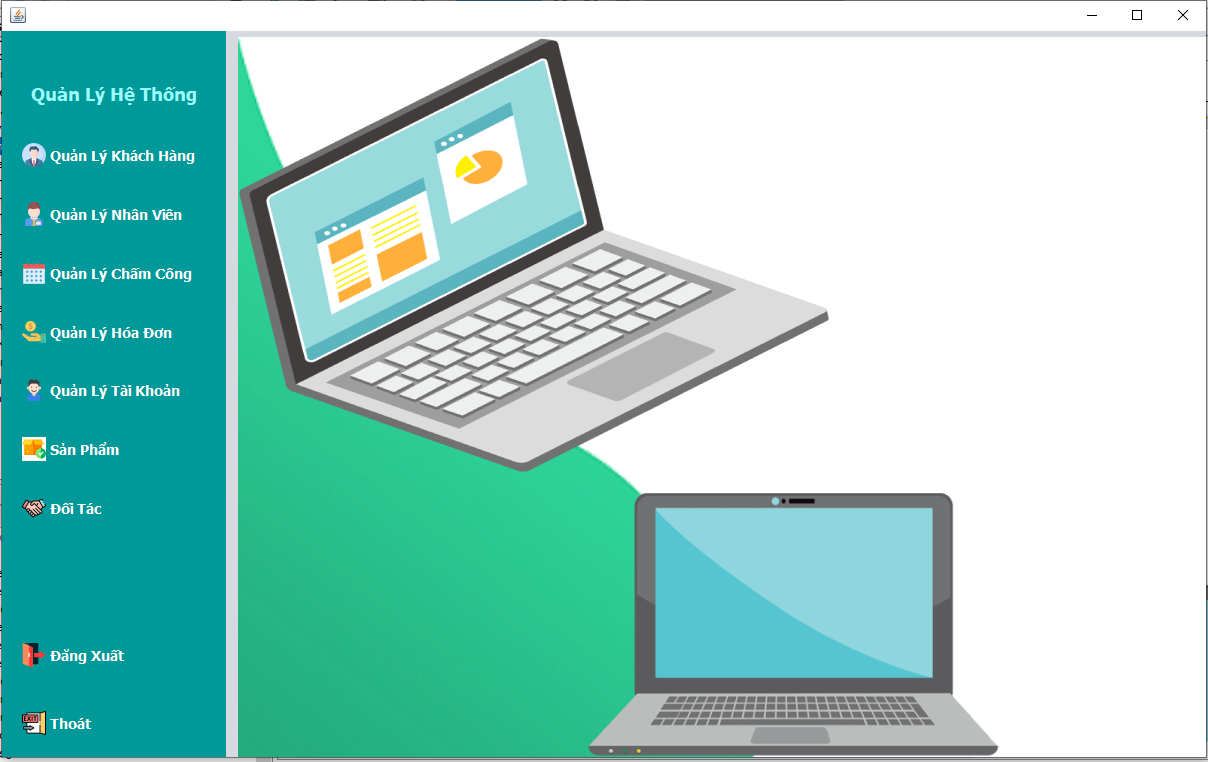 Quản Lý Hệ Thống
Quản Lý Khách Hàng
Quản Lý Nhân Viên
Quản Lý Chấm Công
Quản Lý Hóa Đơn
Quản Lý Tài Khoản
Sản Phẩm
Đối Tác
Đăng Xuất
EXIT
Thoát